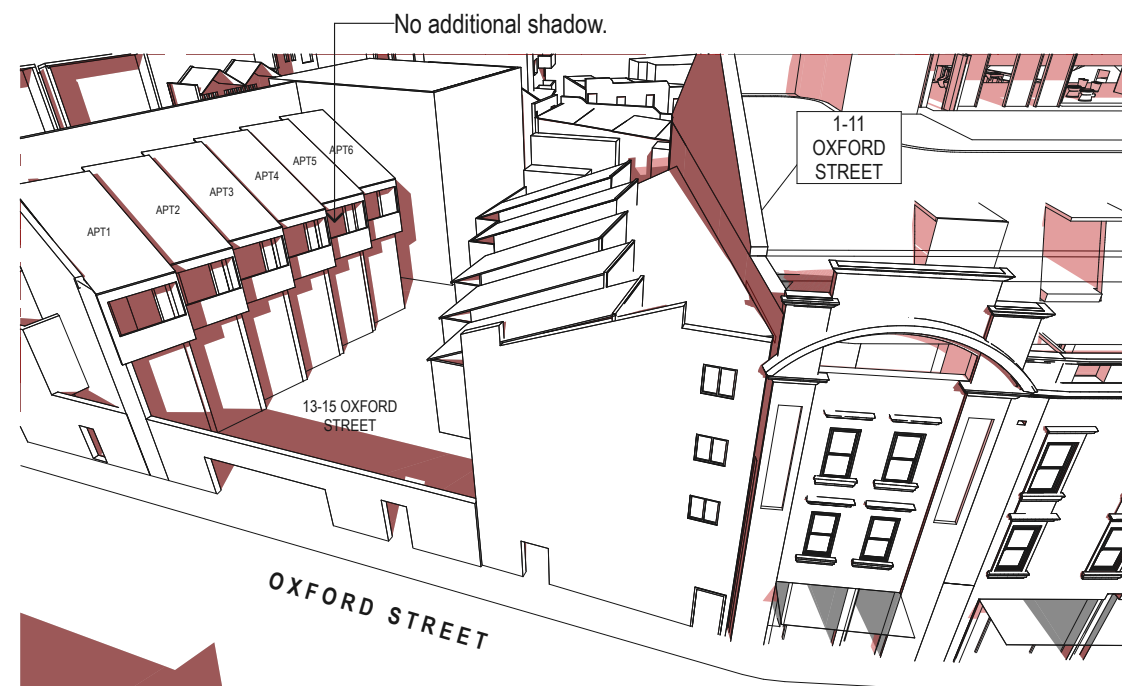 No additional shadow.
1-11
OXFORD
STREET
APT6
APT5
APT4
APT3
APT2
APT1
13-15 OXFORD
STREET
OXFORD STREET